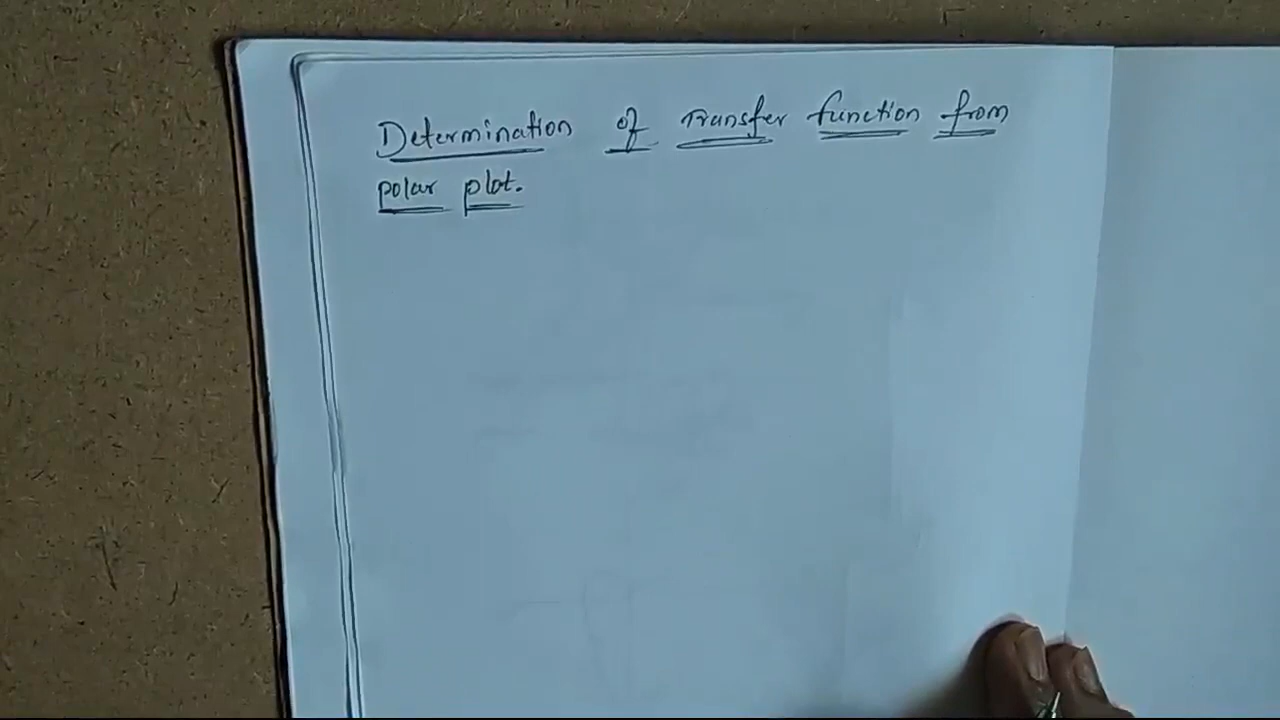 Determination of Transfer function from
polar plot.